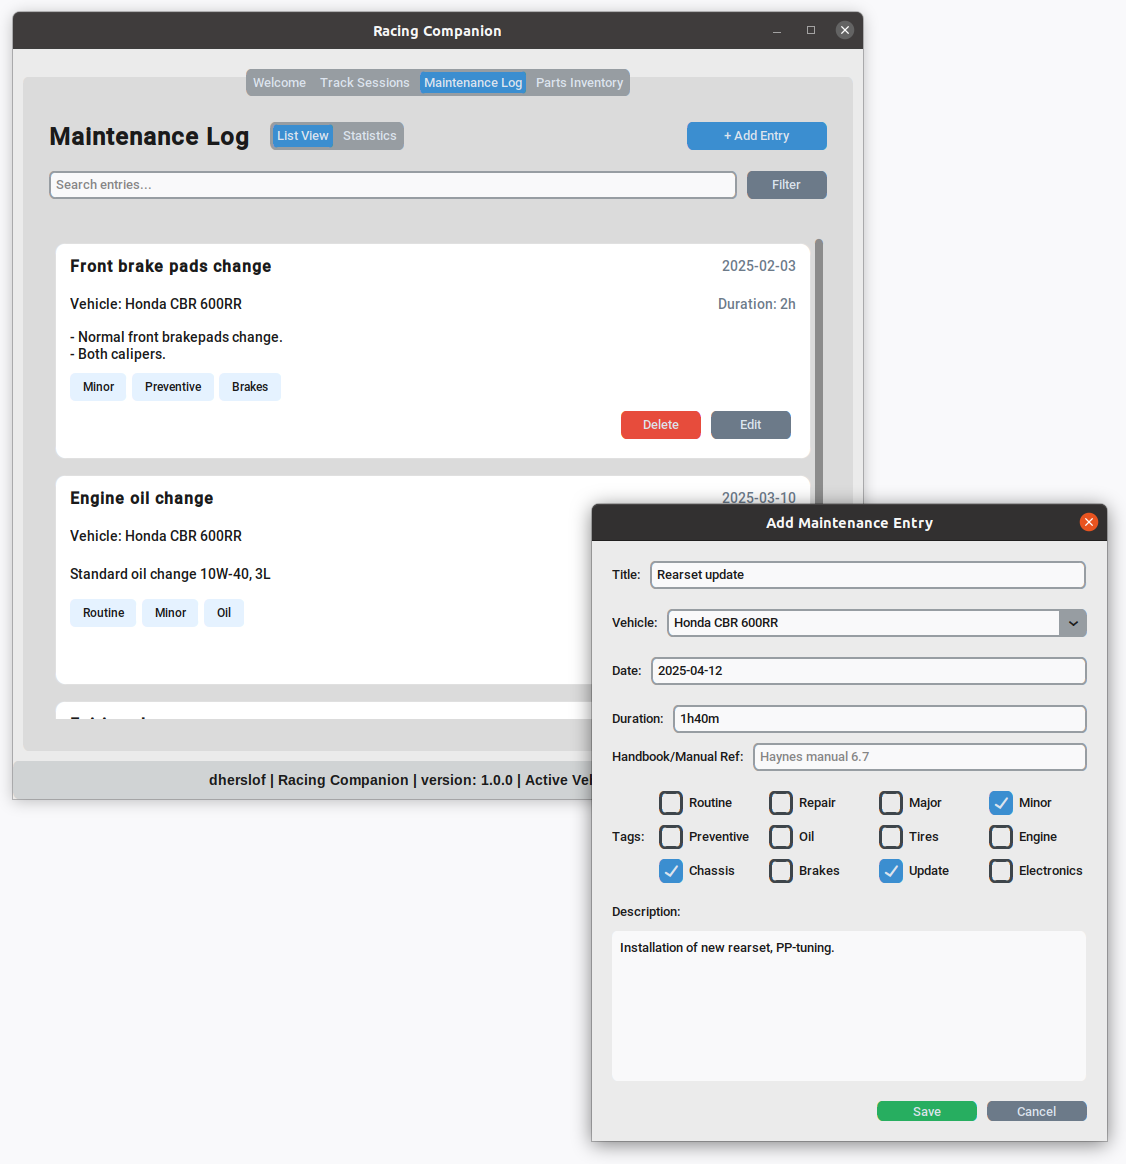 Racing Companion
Welcome Track Sessions Maintenance Log Parts Inventory
Maintenance Log List View Statistics + Add Entry
Search entries... Filter
Front brake pads change 2025-02-03
Vehicle: Honda CBR 600RR Duration: 2h
- Normal front brakepads change.
- Both calipers.
Minor Preventive Brakes
Delete Edit
Engine oil change 2025-03-10
Vehicle: Honda CBR 600RR
Standard oil change 10W-40, 3L
Routine Minor Oil
dherslof | Racing Companion | version: 1.0.0 | Active
Add Maintenance Entry
Title: Rearset update
Vehicle: Honda CBR 600RR
Date: 2025-04-12
Duration: 1h40m
Handbook/Manual Ref: Haynes manual 6.7
Routine Repair Major Minor
Tags: Preventive Oil Tires Engine
Chassis Brakes Update Electronics
Description:
Installation of new rearset, PP-tuning.
Save Cancel